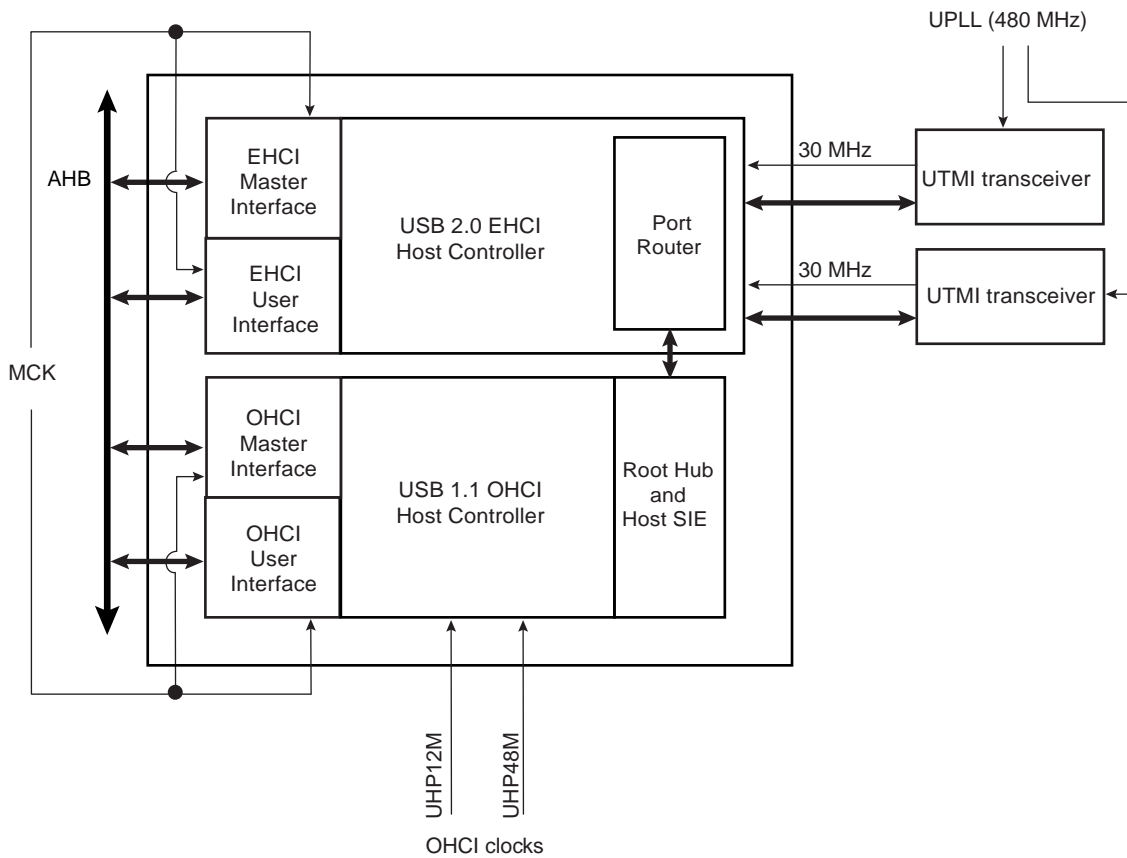 UPLL (480 MHz)
AHB
EHCI
Master
Interface
USB 2.0 EHCI
Host Controller
Port
Router
30 MHz
UTMI transceiver
EHCI
User
Interface
30 MHz
UTMI transceiver
MCK
OHCI
Master
Interface
USB 1.1 OHCI
Host Controller
Root Hub
and
Host SIE
OHCI
User
Interface
UHP12M
UHP48M
OHCI clocks